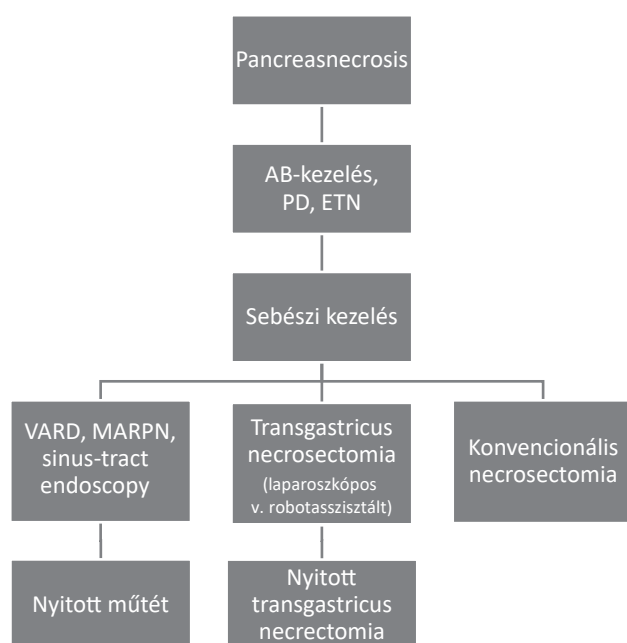 Pancreasnecrosis
AB-kezelés,
PD, ETN
Sebészi kezelés
VARD, MARPN,
sinus-tract
endoscopy
Transgastricus
necrosectomia
(laparoszkópos
v. robotasszisztált)
Konvencionális
necrosectomia
Nyitott műtét
Nyitott
transgastricus
necrectomia